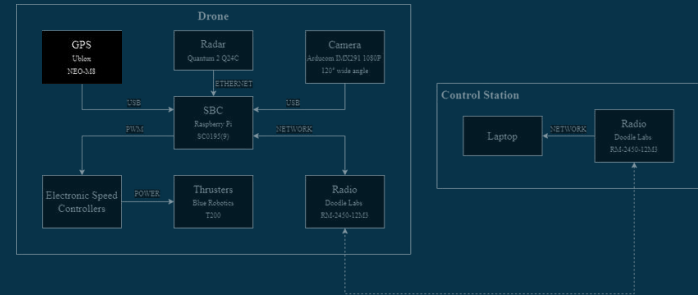 Drone
GPS
Ublox
NEO-M8
Radar
Quantum 2 Q24C
Camera
Arducom IMX291 1080P
120° wide angle
ETHERNET
USB
USB
SBC
Raspberry Pi
SC0195(9)
PWM
NETWORK
Electronic Speed
Controllers
POWER
Thrusters
Blue Robotics
T200
Radio
Doodle Labs
RM-2450-12M3
Control Station
Laptop
NETWORK
Radio
Doodle Labs
RM-2450-12M3